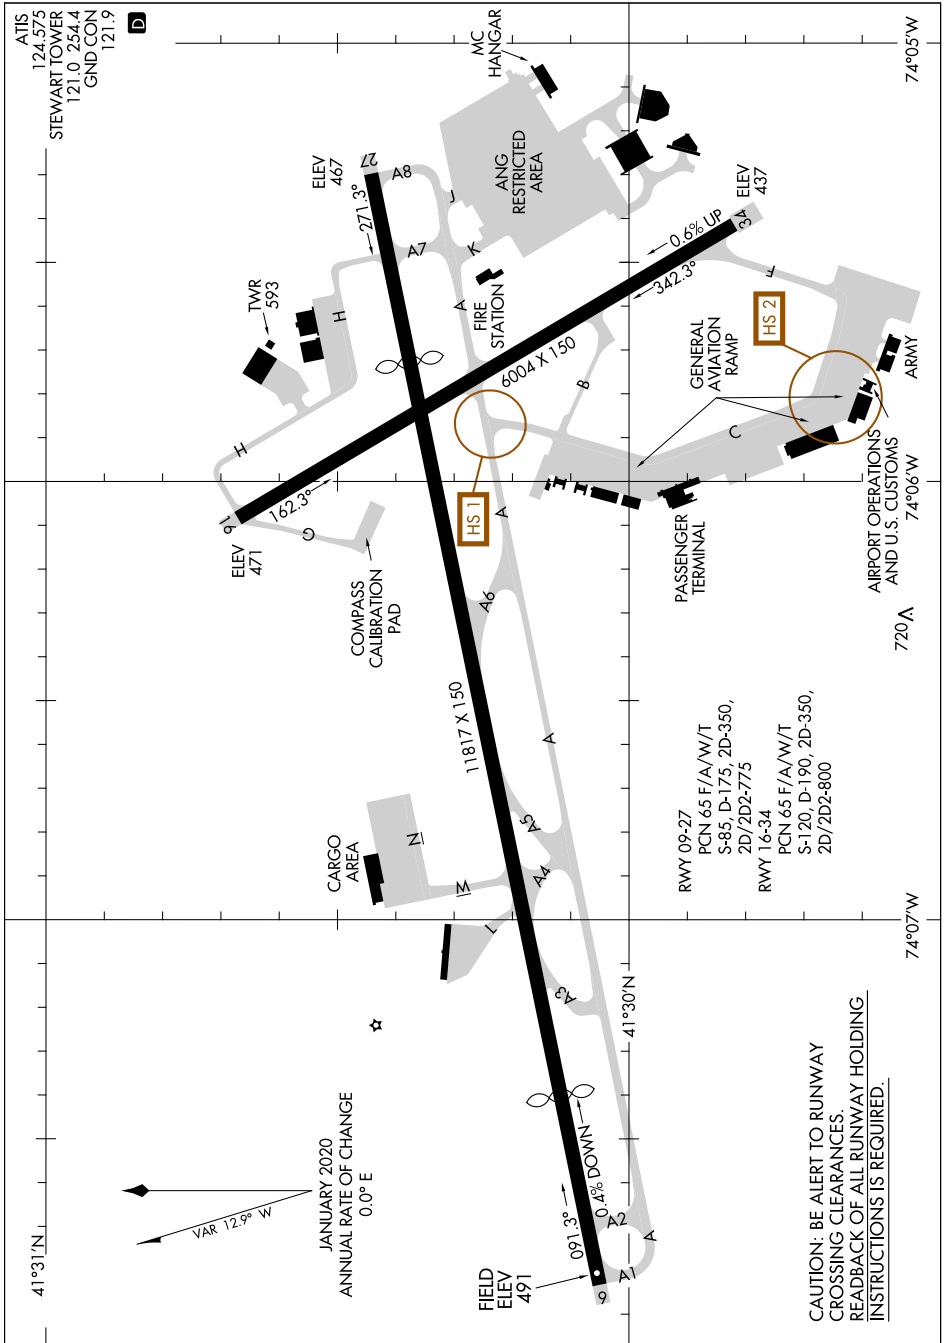 ATIS
124.575
STEWART TOWER
121.0 254.4
GND CON
121.9
D
74°05'W
MC
HANGAR
ANG
RESTRICTED
AREA
ELEV
467
27
A8
271.3°
J
A7
K
ELEV
437
34
0.6% UP
342.3°
F
TWR
593
H
A
FIRE
STATION
HS 2
6004 X 150
B
GENERAL
AVIATION
RAMP
ARMY
C
H
HS 1
AIRPORT OPERATIONS
AND U.S. CUSTOMS
74°06'W
PASSENGER
TERMINAL
16
162.3°
ELEV
471
G
A
COMPASS
CALIBRATION
PAD
A6
720
11817 X 150
A
RWY 09-27
PCN 65 F/A/W/T
S-85, D-175, 2D-350,
2D/2D2-775
RWY 16-34
PCN 65 F/A/W/T
S-120, D-190, 2D-350,
2D/2D2-800
CARGO
AREA
N
A5
A4
W
L
74°07'W
A3
41°30'N
JANUARY 2020
ANNUAL RATE OF CHANGE
0.0° E
VAR 12.9° W
41°31'N
0.4% DOWN
091.3°
A2
A
A1
9
FIELD
ELEV
491
CAUTION: BE ALERT TO RUNWAY
CROSSING CLEARANCES.
READBACK OF ALL RUNWAY HOLDING
INSTRUCTIONS IS REQUIRED.